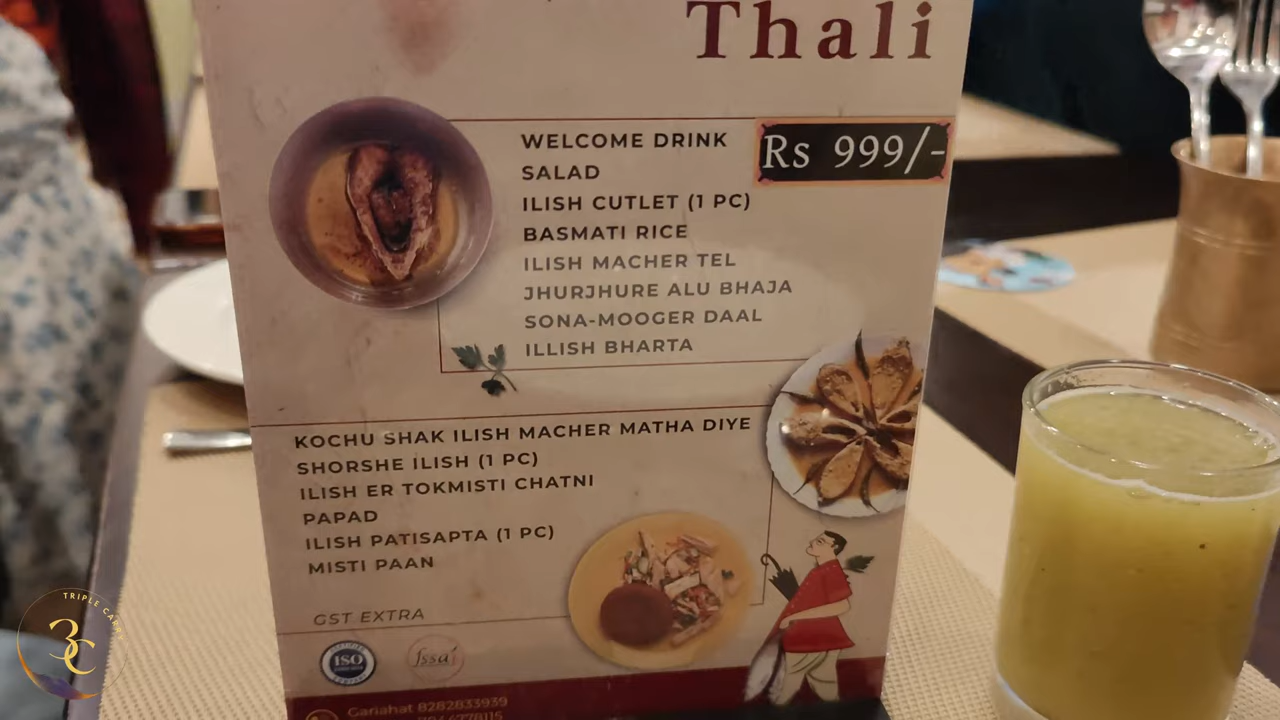 Thali
WELCOME DRINK
Rs 999/-
SALAD
ILISH CUTLET (1 PC)
BASMATI RICE
ILISH MACHER TEL
JHURJHURE ALU BHAJA
SONA-MOOGER DAAL
ILLISH BHARTA
KOCHU SHAK ILISH MACHER MATHA DIYE
SHORSHE ILISH (1 PC)
ILISH ER TOKMISTI CHATNI
PAPAD
ILISH PATISAPTA (1 PC)
MISTI PAAN
GST EXTRA
ISO
fssai
Gariahat 8282833939
TRIPLE
3C